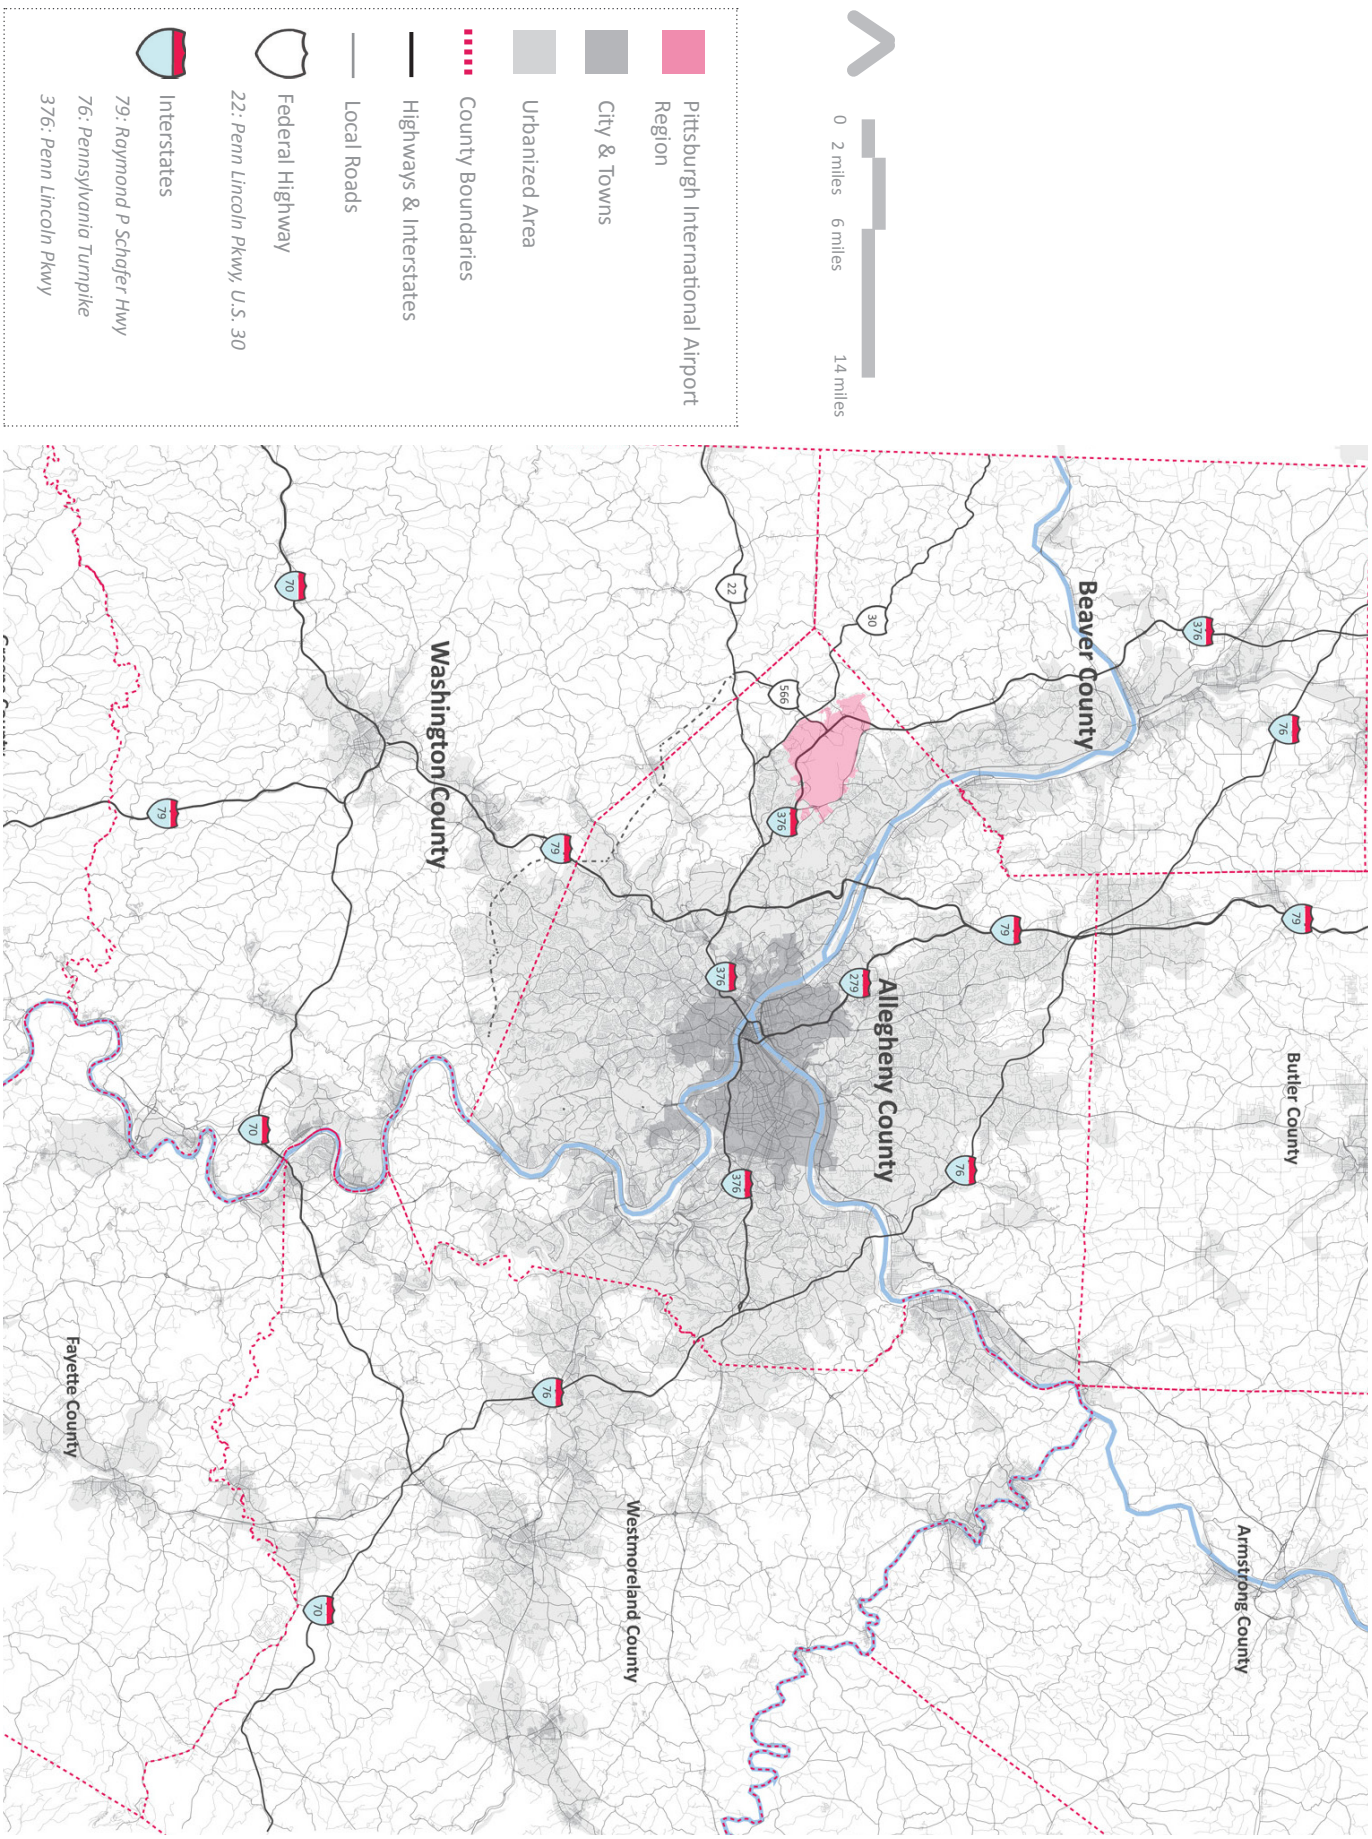 0
2 miles
6 miles
14 miles
Pittsburgh International Airport
Region
City & Towns
Urbanized Area
County Boundaries
Highways & Interstates
Local Roads
Federal Highway
22: Penn Lincoln Pkwy, U.S. 30
Interstates
79: Raymond P Schafer Hwy
76: Pennsylvania Turnpike
376: Penn Lincoln Pkwy
Butler County
Armstrong County
Beaver County
Allegheny County
Westmoreland County
Washington County
Fayette County
376
76
79
30
79
76
279
22
566
376
376
376
79
76
70
79
70
70